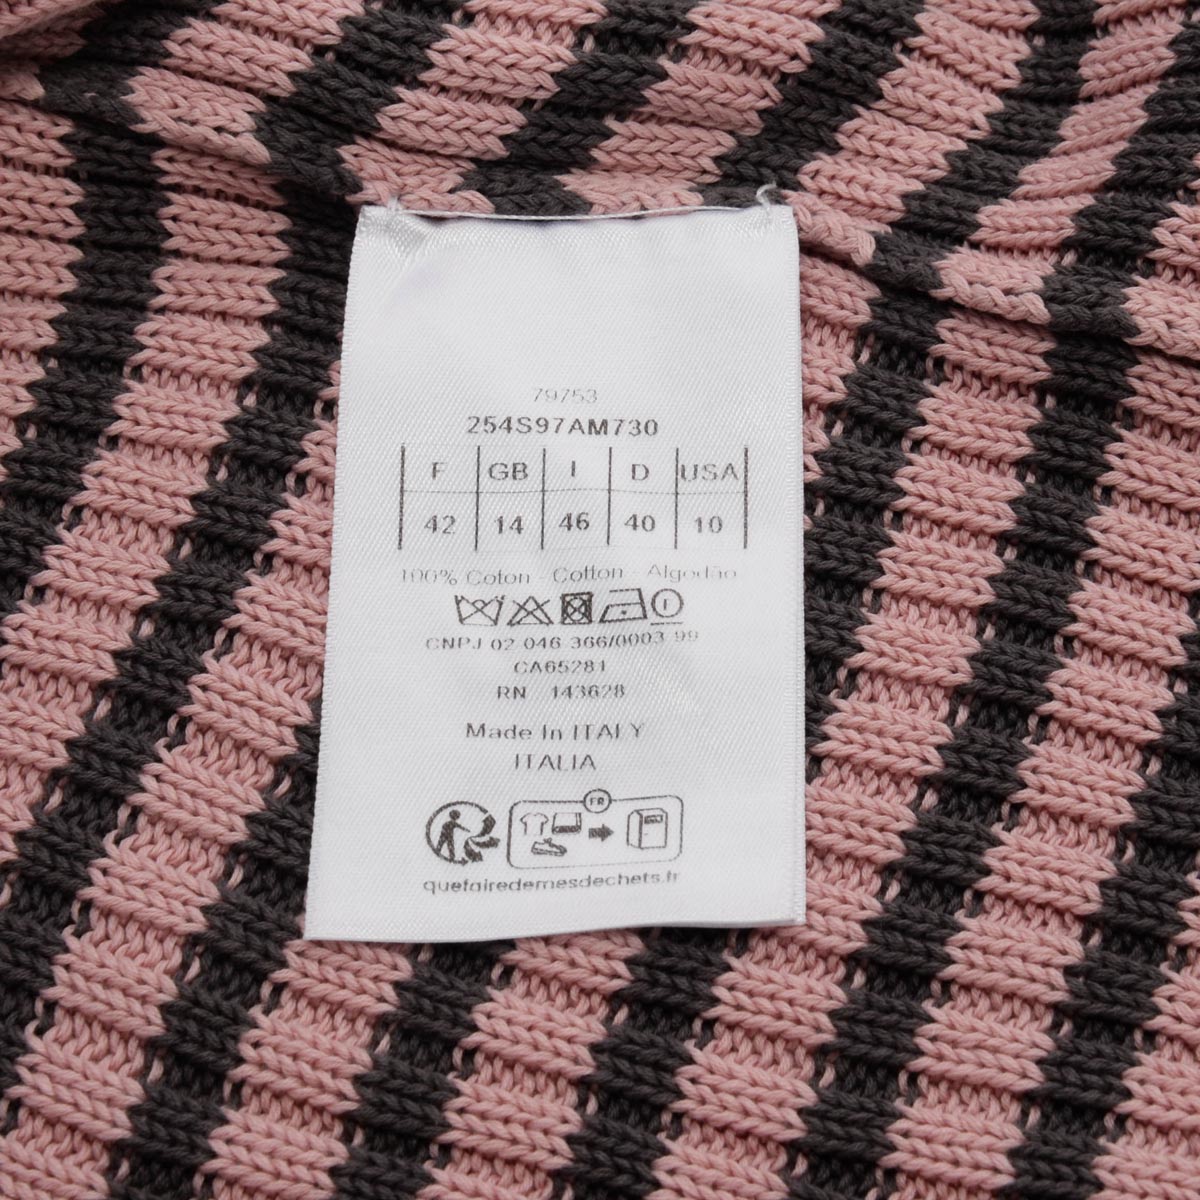 79753
254S97AM730
F GB I D USA
42 14 46 40 10
100% Coton - Cotton - Algodão
CNPJ 02 046 366/0003 99
CA65281
RN 143628
Made In ITALY
ITALIA
FR
quefairedemesdechets.fr